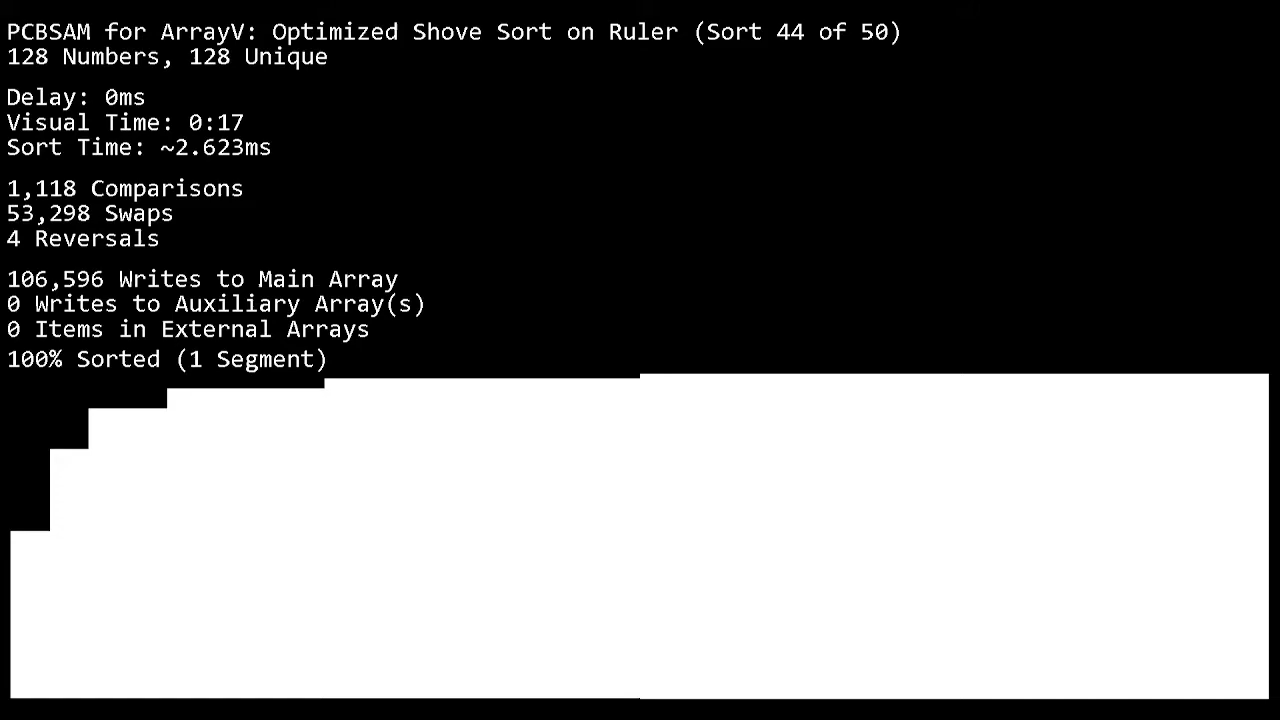 PCBSAM for ArrayV: Optimized Shove Sort on Ruler (Sort 44 of 50)
128 Numbers, 128 Unique
Delay: 0ms
Visual Time: 0:17
Sort Time: ~2.623ms
1,118 Comparisons
53,298 Swaps
4 Reversals
106,596 Writes to Main Array
0 Writes to Auxiliary Array(s)
0 Items in External Arrays
100% Sorted (1 Segment)